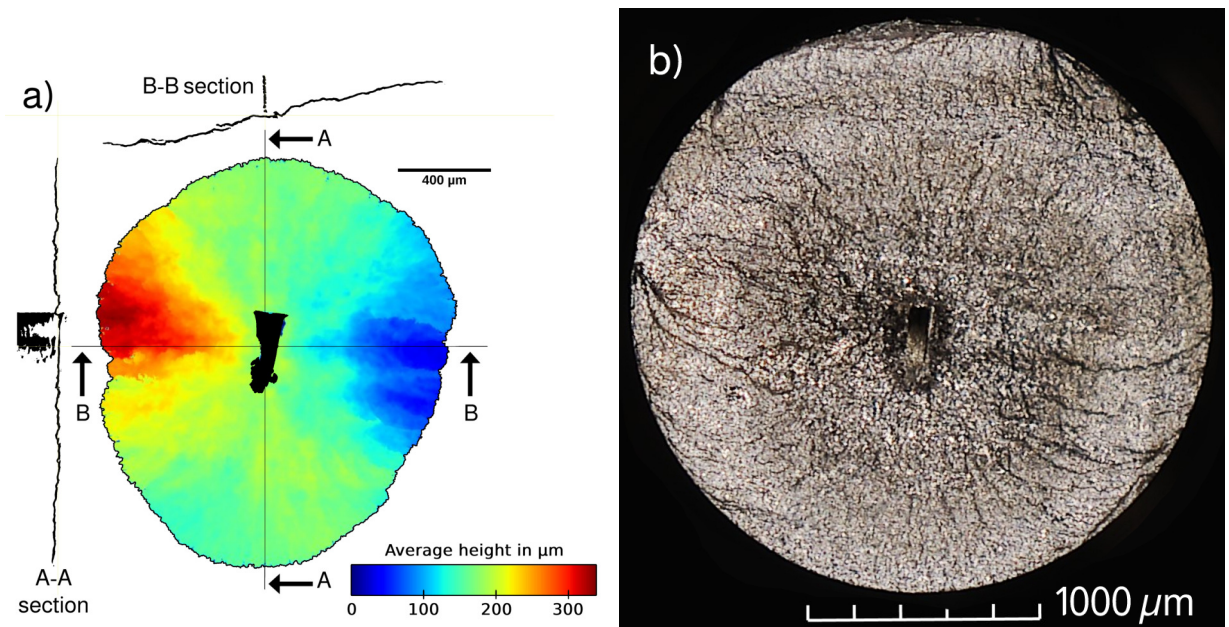 a)
B-B section
A
400 µm
B
B
Average height in µm
0 100 200 300
A
A-A
section
b)
1000 µm